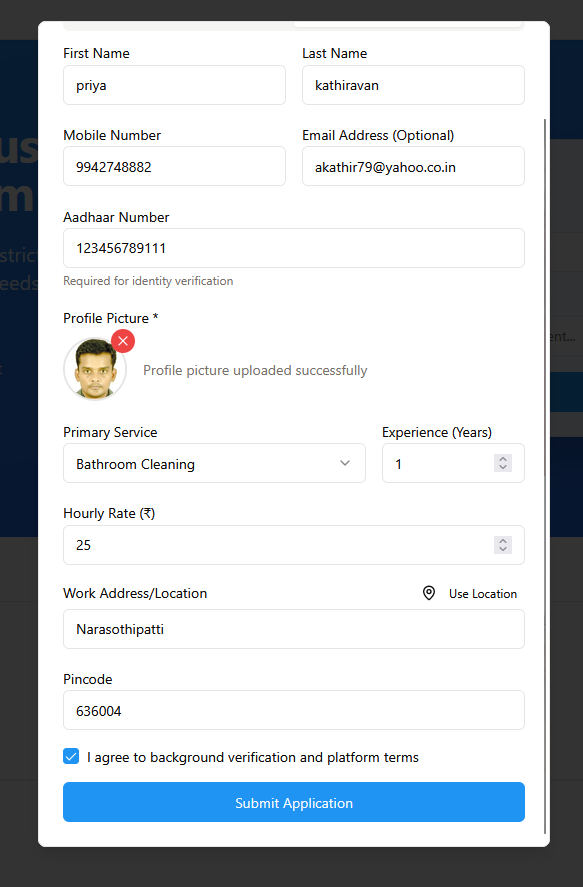 First Name Last Name
priya kathiravan
Mobile Number Email Address (Optional)
9942748882 akathir79@yahoo.co.in
Aadhaar Number
123456789111
Required for identity verification
Profile Picture *
Profile picture uploaded successfully
Primary Service Experience (Years)
Bathroom Cleaning 1
Hourly Rate (₹)
25
Work Address/Location Use Location
Narasothipatti
Pincode
636004
I agree to background verification and platform terms
Submit Application